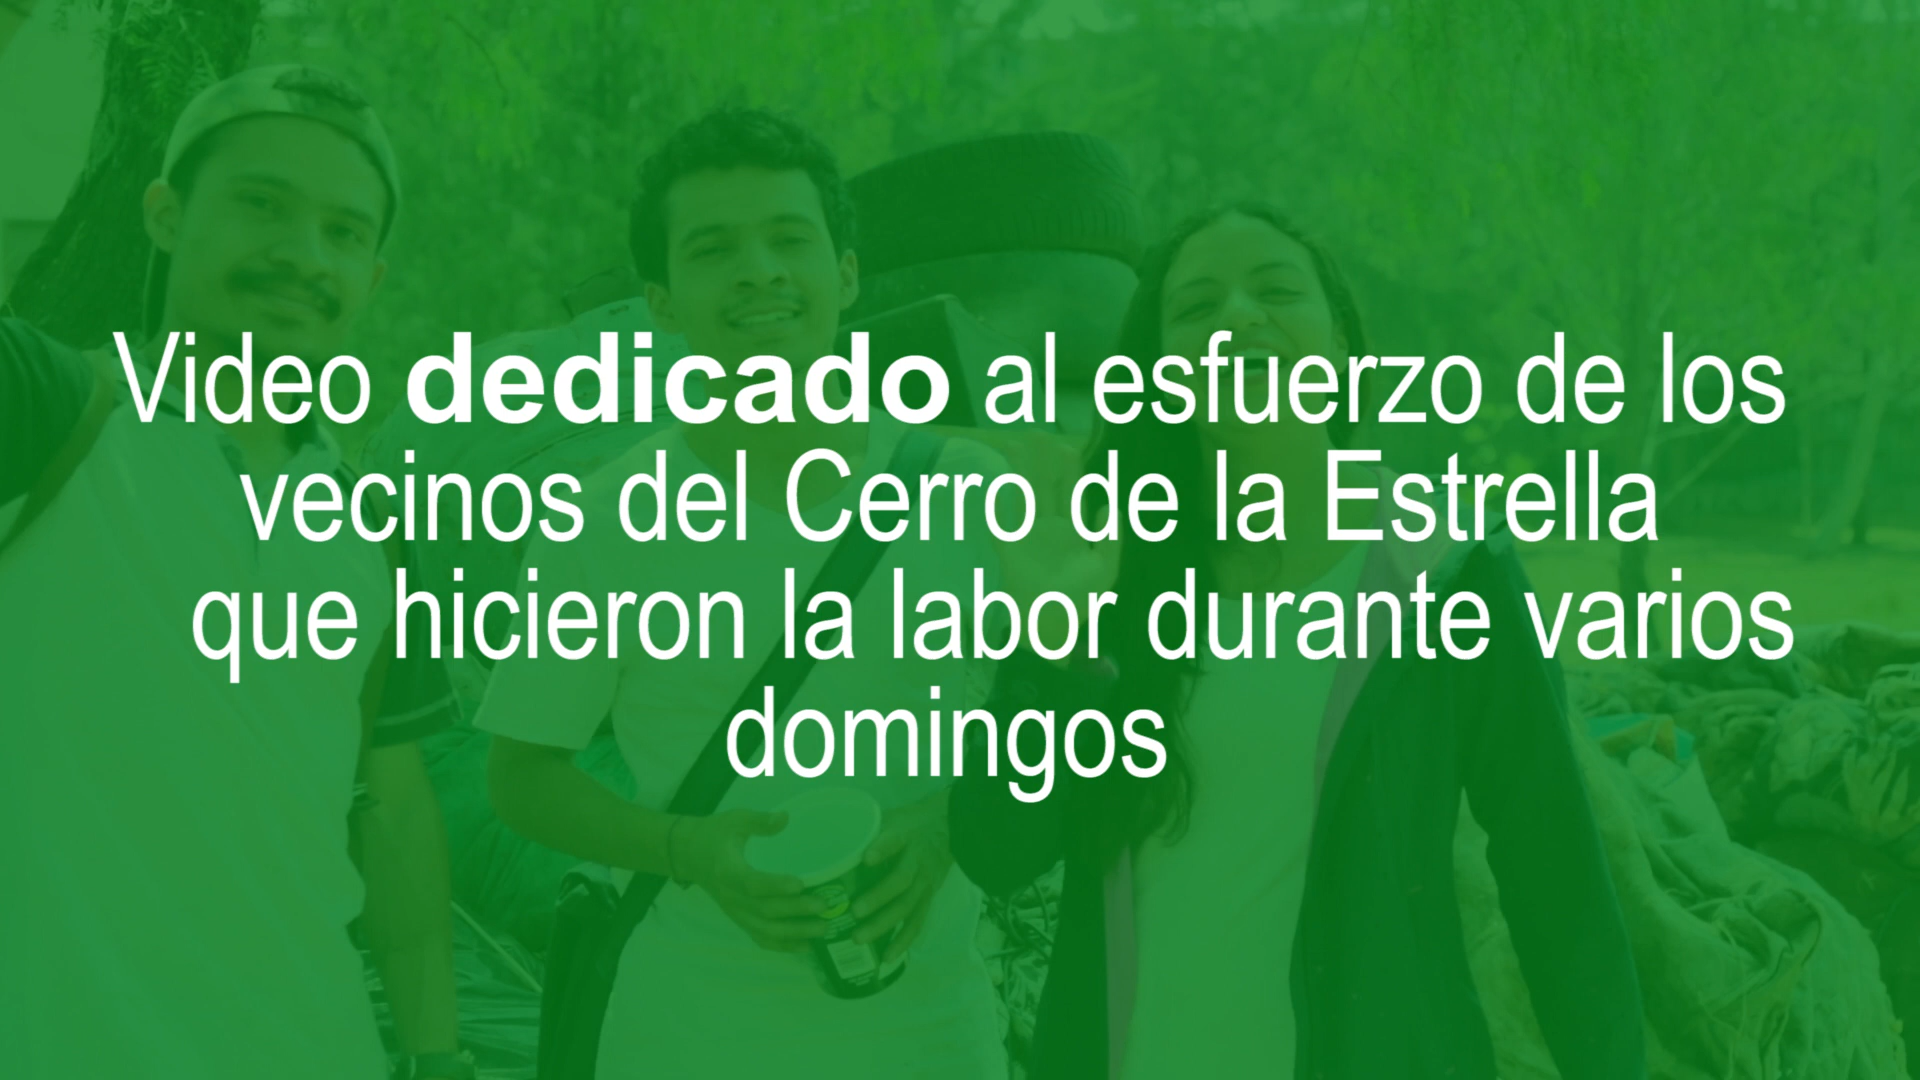 Video dedicado al esfuerzo de los
vecinos del Cerro de la Estrella
que hicieron la labor durante varios
domingos